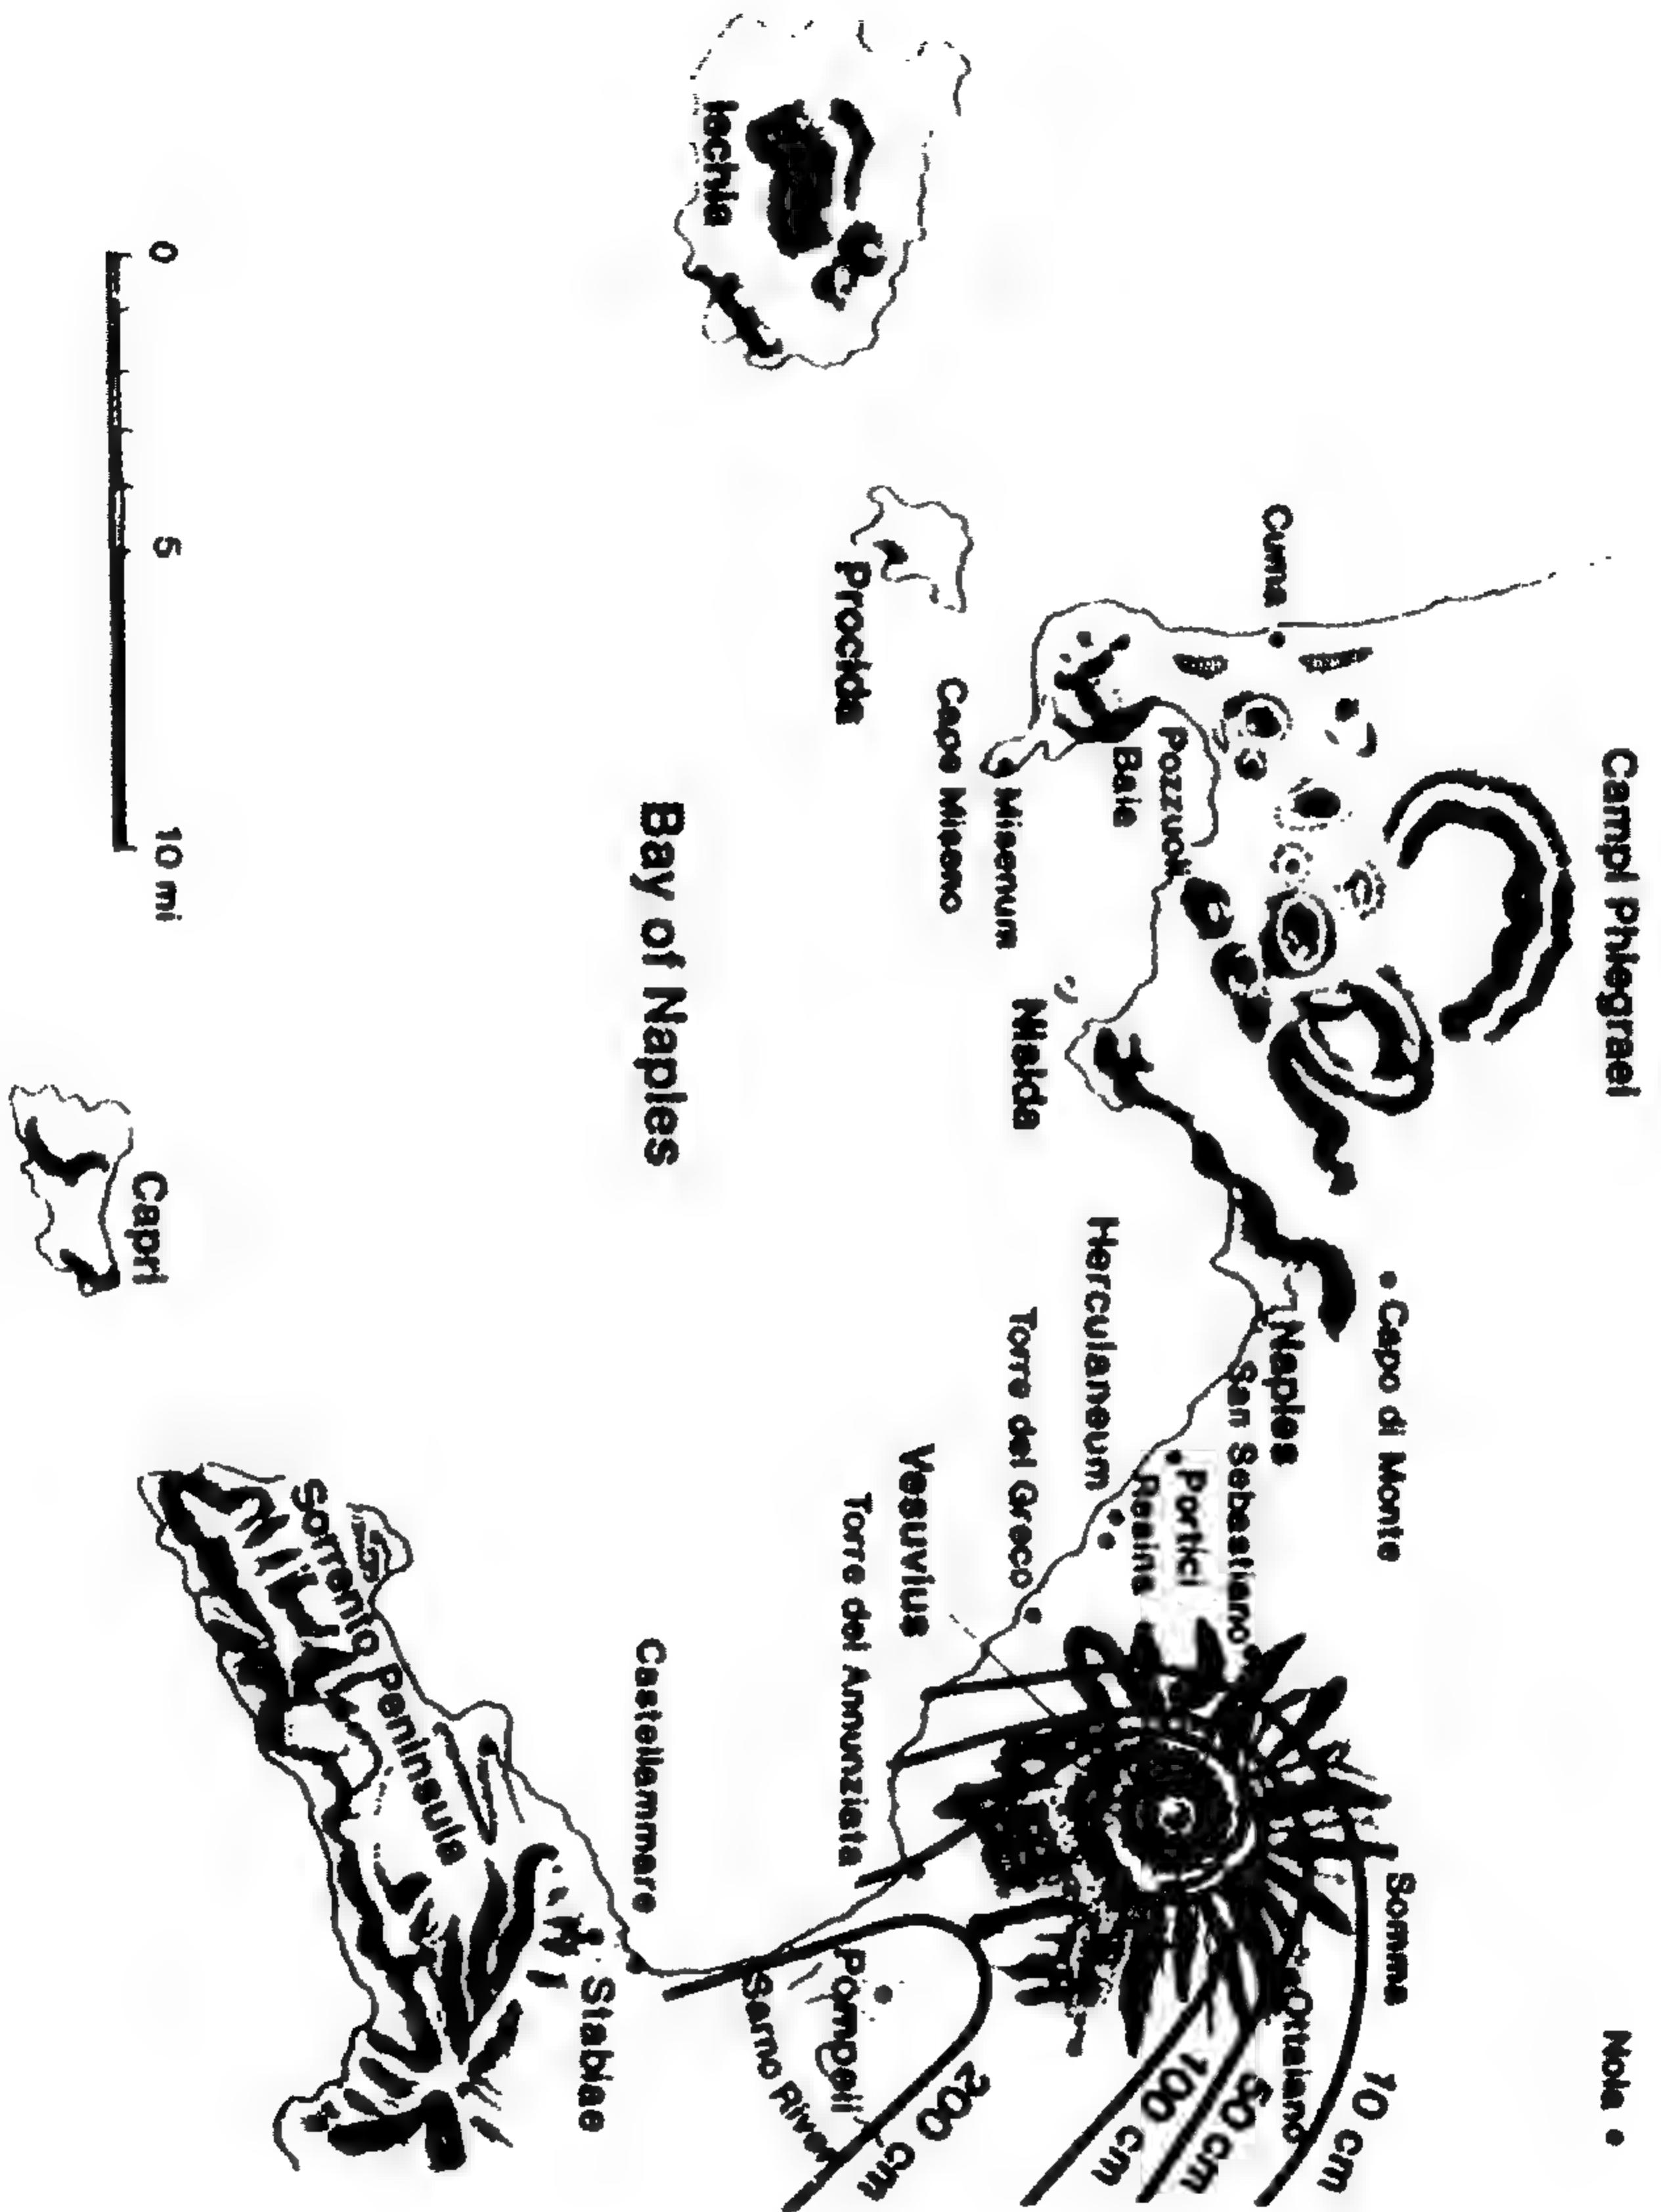 Campi Phlegraei
Nola
Cuma
Capo di Monte
Somma
10 cm
Naples
San Sebastiano
Ottaiano
50 cm
Pozzuoli
Portici
100 cm
Baia
Resina
Misenum
Herculaneum
Nisida
Torre del Greco
Cape Miseno
200 cm
Vesuvius
Procida
Torre del Annunziata
Pompeii
Sarno River
Ischia
Bay of Naples
Castellammare
Stabiae
Sorrento Peninsula
Capri
0
5
10 mi